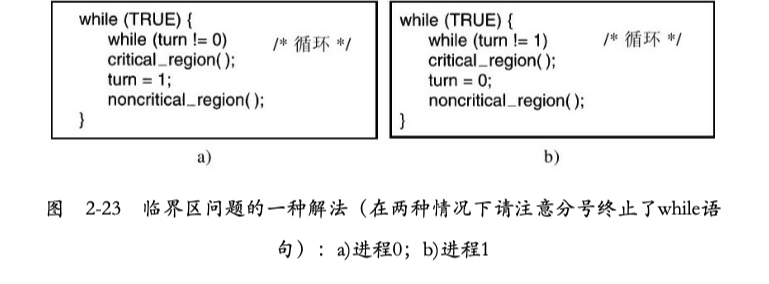 while (TRUE) {
while (turn != 0) /* 循环 */
critical_region( );
turn = 1;
noncritical_region( );
}
a)
while (TRUE) {
while (turn != 1) /* 循环 */
critical_region( );
turn = 0;
noncritical_region( );
}
b)
图 2-23 临界区问题的一种解法（在两种情况下请注意分号终止了while语
句）：a)进程0；b)进程1